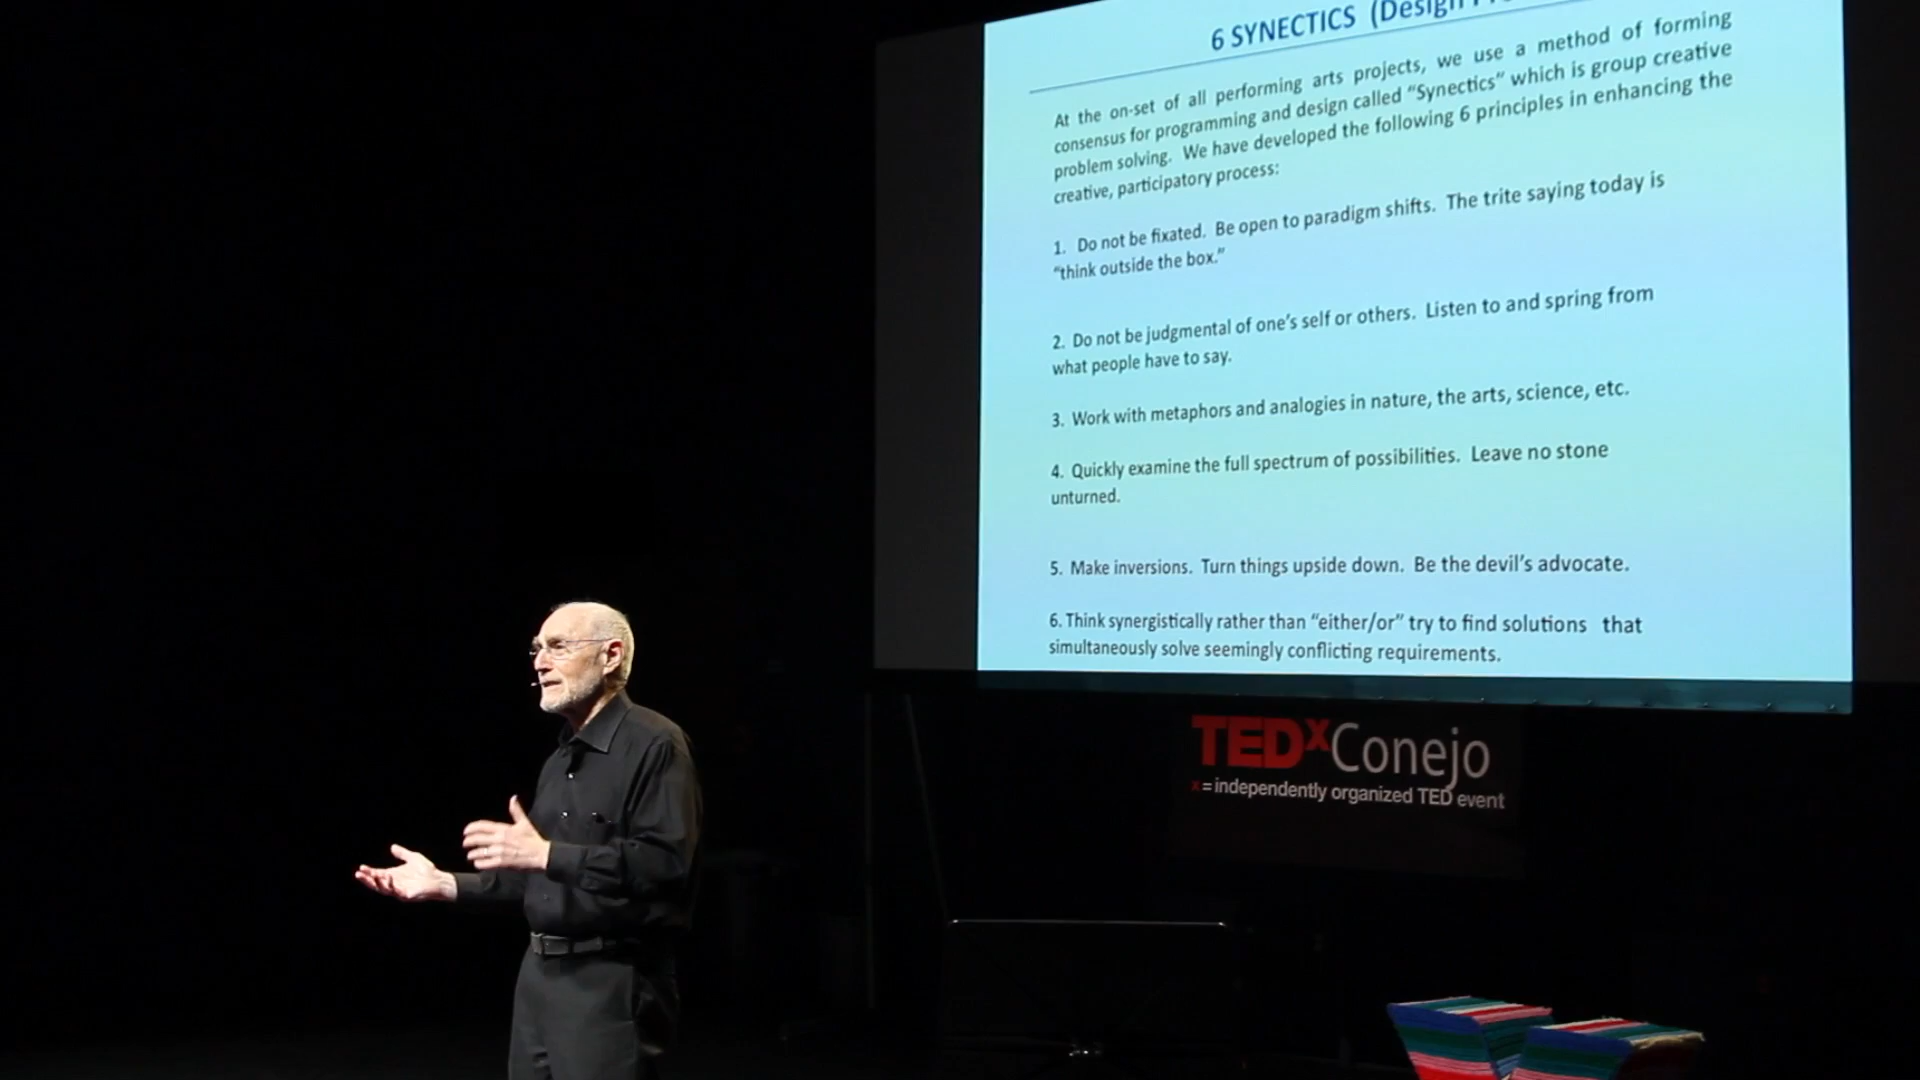 6 SYNECTICS (Design
At the on-set of all performing arts projects, we use a method of forming
consensus for programming and design called “Synectics” which is group creative
problem solving. We have developed the following 6 principles in enhancing the
creative, participatory process:
1. Do not be fixated. Be open to paradigm shifts. The trite saying today is
“think outside the box.”
2. Do not be judgmental of one’s self or others. Listen to and spring from
what people have to say.
3. Work with metaphors and analogies in nature, the arts, science, etc.
4. Quickly examine the full spectrum of possibilities. Leave no stone
unturned.
5. Make inversions. Turn things upside down. Be the devil’s advocate.
6. Think synergistically rather than “either/or” try to find solutions that
simultaneously solve seemingly conflicting requirements.
TEDxConejo
x = independently organized TED event